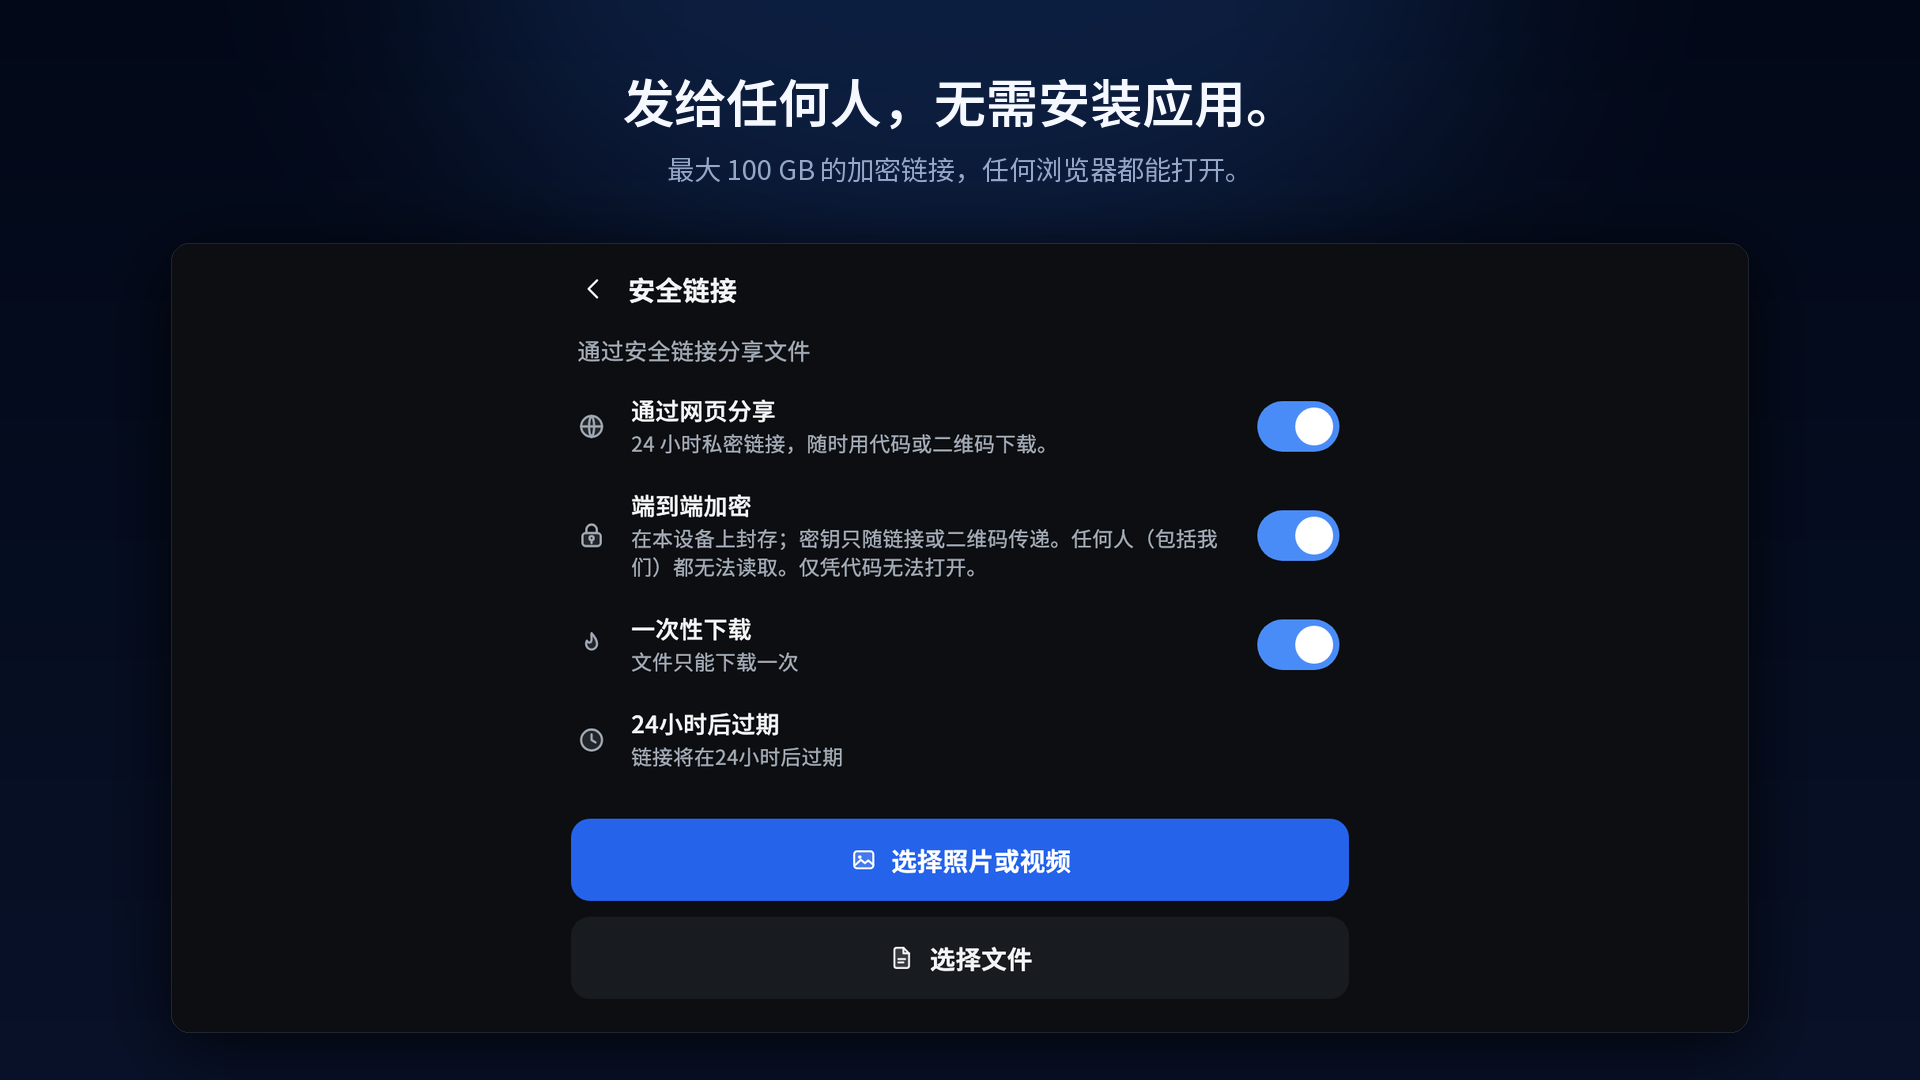 发给任何人，无需安装应用。
最大 100 GB 的加密链接，任何浏览器都能打开。
安全链接
通过安全链接分享文件
通过网页分享
24 小时私密链接，随时用代码或二维码下载。
端到端加密
在本设备上封存；密钥只随链接或二维码传递。任何人（包括我
们）都无法读取。仅凭代码无法打开。
一次性下载
文件只能下载一次
24小时后过期
链接将在24小时后过期
选择照片或视频
选择文件